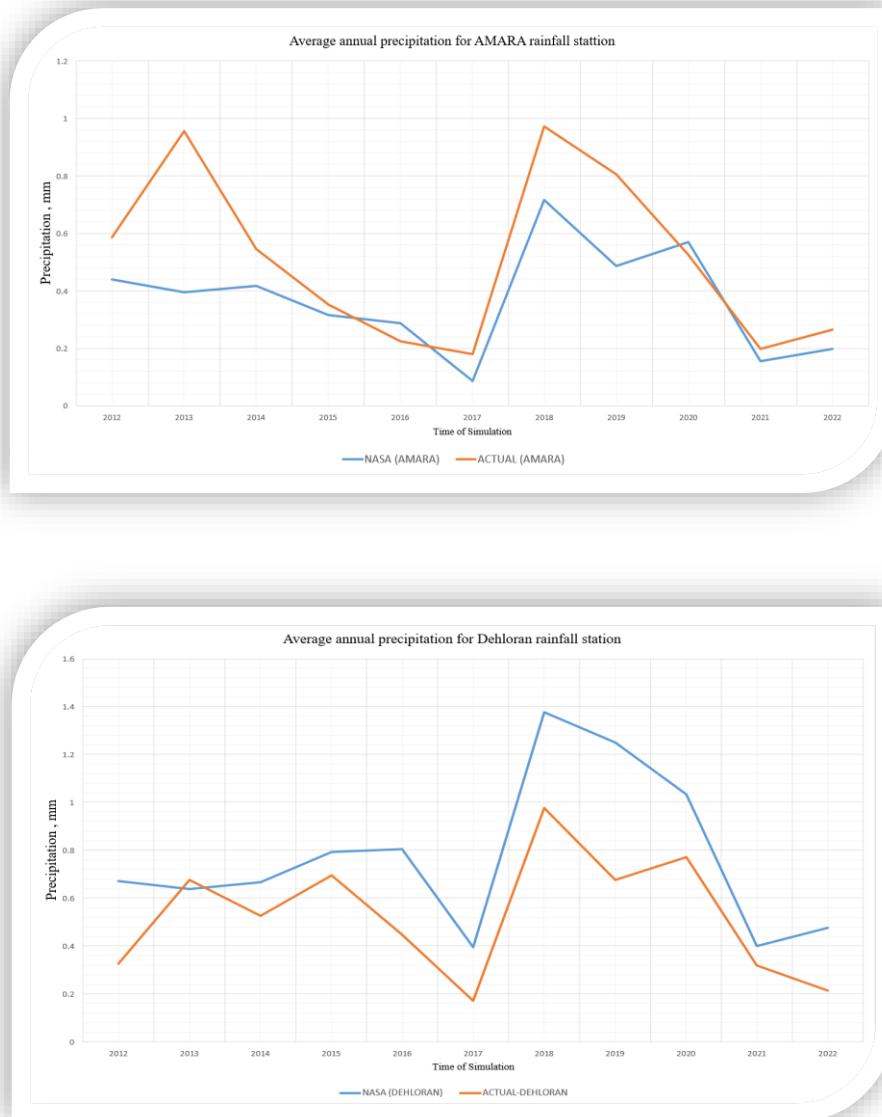 Average annual precipitation for AMARA rainfall stattion
1.2
1
0.8
0.6
0.4
0.2
0
Precipitation , mm
2012 2013 2014 2015 2016 2017 2018 2019 2020 2021 2022
Time of Simulation
NASA (AMARA) ACTUAL (AMARA)
Average annual precipitation for Dehloran rainfall station
1.6
1.4
1.2
1
0.8
0.6
0.4
0.2
0
Precipitation , mm
2012 2013 2014 2015 2016 2017 2018 2019 2020 2021 2022
Time of Simulation
NASA (DEHLORAN) ACTUAL-DEHLORAN